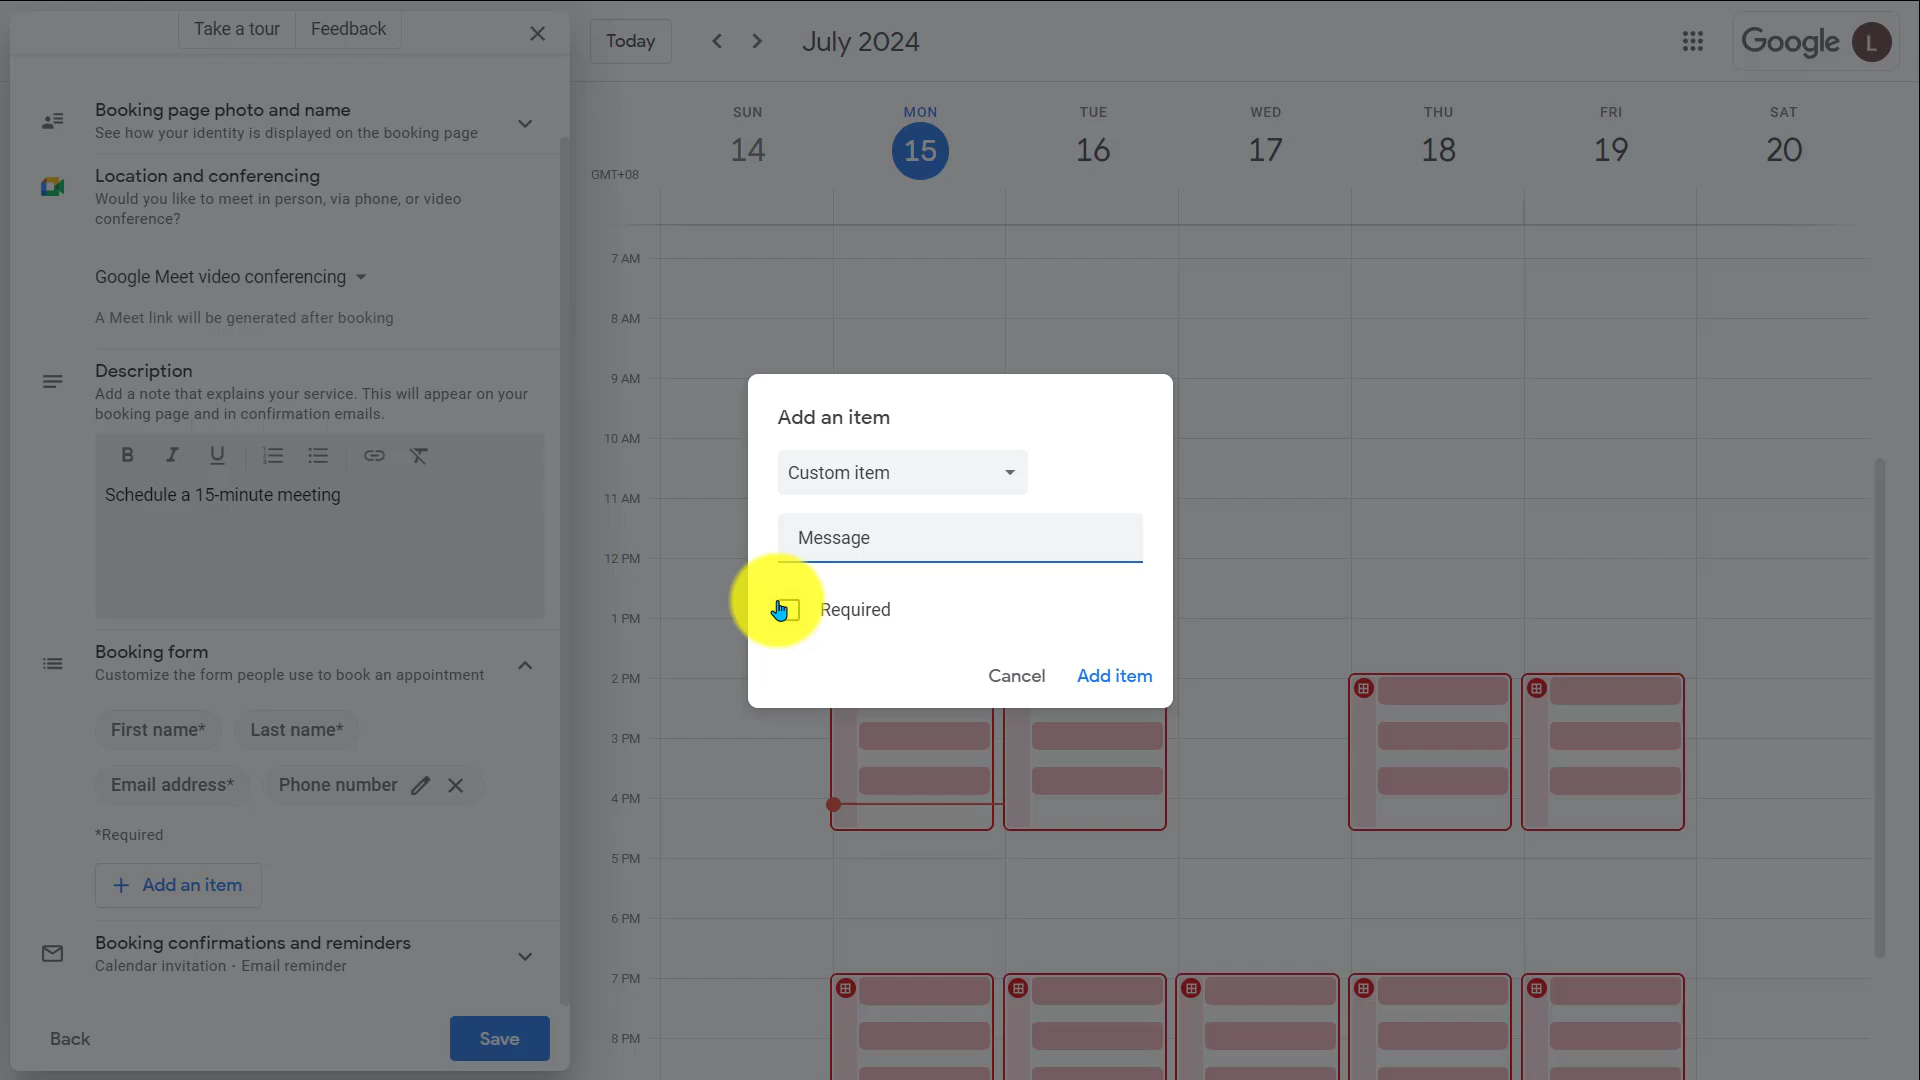 Take a tour
Feedback
Booking page photo and name
See how your identity is displayed on the booking page
Location and conferencing
Would you like to meet in person, via phone, or video
conference?
Google Meet video conferencing
A Meet link will be generated after booking
Description
Add a note that explains your service. This will appear on your
booking page and in confirmation emails.
B I U
Schedule a 15-minute meeting
Booking form
Customize the form people use to book an appointment
First name*
Last name*
Email address*
Phone number
*Required
+ Add an item
Booking confirmations and reminders
Calendar invitation · Email reminder
Back
Save
Today
July 2024
Google
L
GMT+08
SUN
14
MON
15
TUE
16
WED
17
THU
18
FRI
19
SAT
20
7 AM
8 AM
9 AM
10 AM
11 AM
12 PM
1 PM
2 PM
3 PM
4 PM
5 PM
6 PM
7 PM
8 PM
Add an item
Custom item
Message
Required
Cancel
Add item